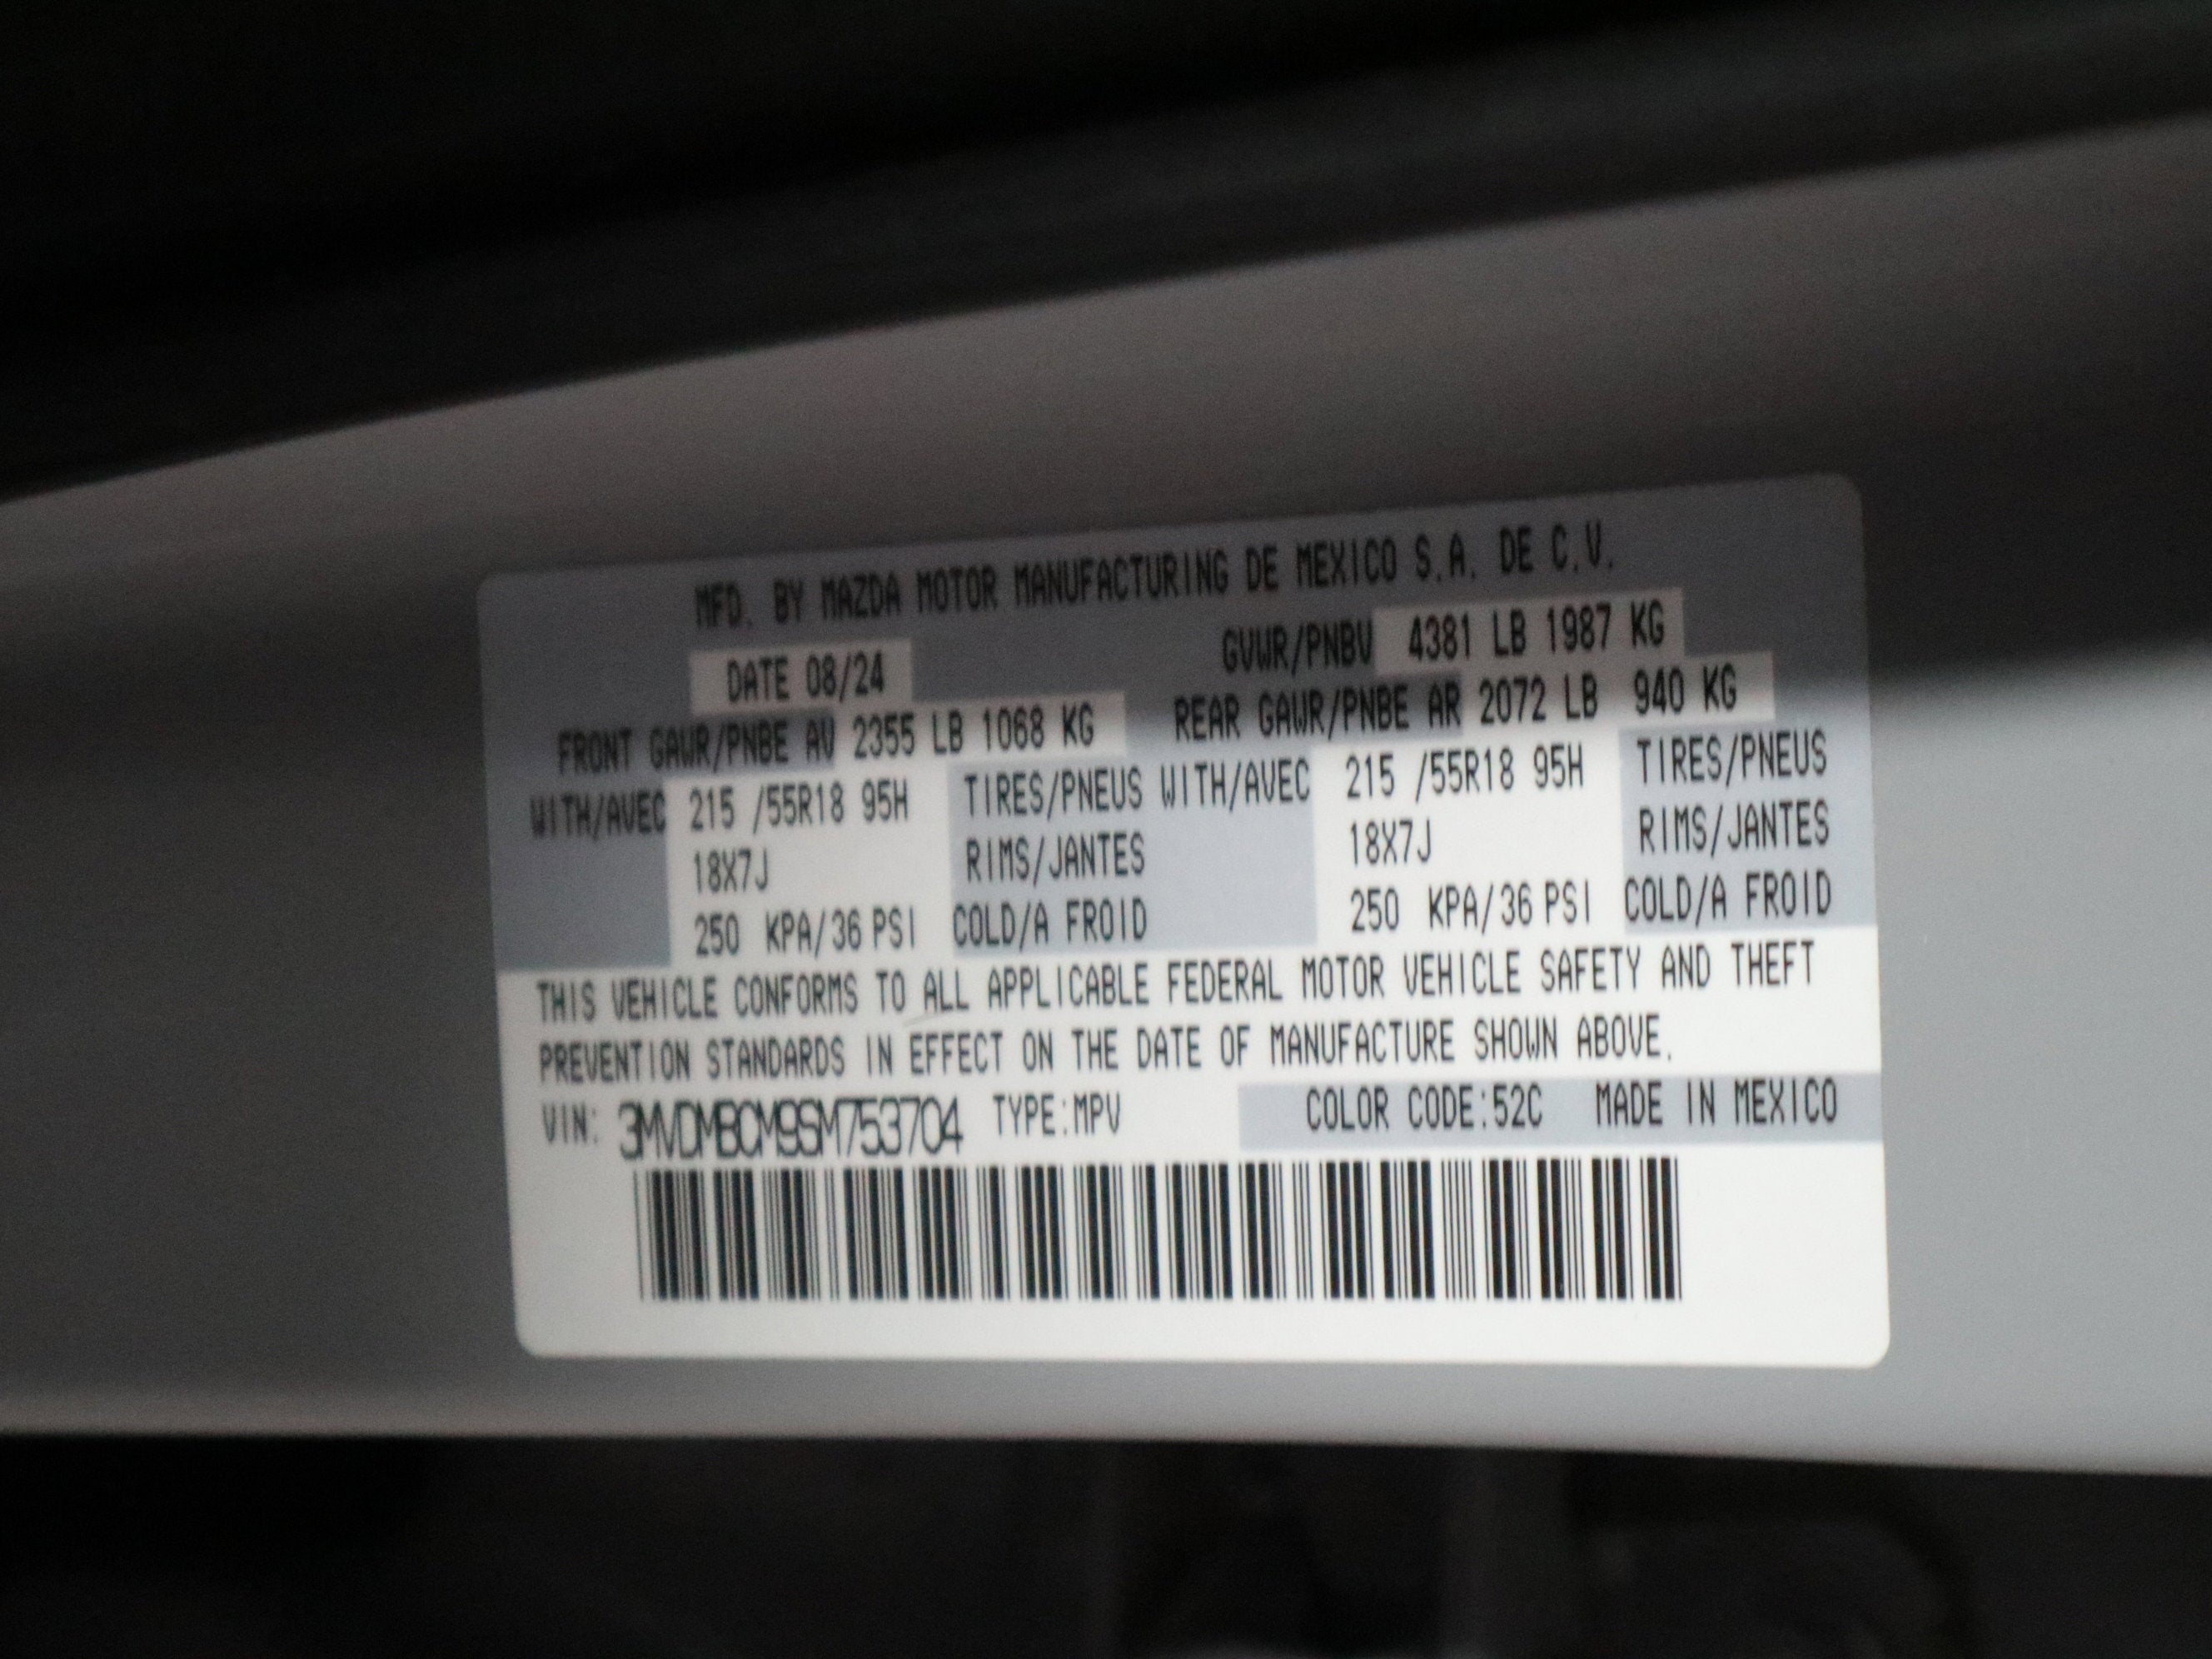 MFD. BY MAZDA MOTOR MANUFACTURING DE MEXICO S.A. DE C.V.
DATE 08/24 GVWR/PNBV 4381 LB 1987 KG
FRONT GAWR/PNBE AV 2355 LB 1068 KG REAR GAWR/PNBE AR 2072 LB 940 KG
WITH/AVEC 215 /55R18 95H TIRES/PNEUS WITH/AVEC 215 /55R18 95H TIRES/PNEUS
18X7J RIMS/JANTES 18X7J RIMS/JANTES
250 KPA/36 PSI COLD/A FROID 250 KPA/36 PSI COLD/A FROID
THIS VEHICLE CONFORMS TO ALL APPLICABLE FEDERAL MOTOR VEHICLE SAFETY AND THEFT
PREVENTION STANDARDS IN EFFECT ON THE DATE OF MANUFACTURE SHOWN ABOVE.
VIN: 3MVDMBCM9SM753704 TYPE:MPV COLOR CODE:52C MADE IN MEXICO